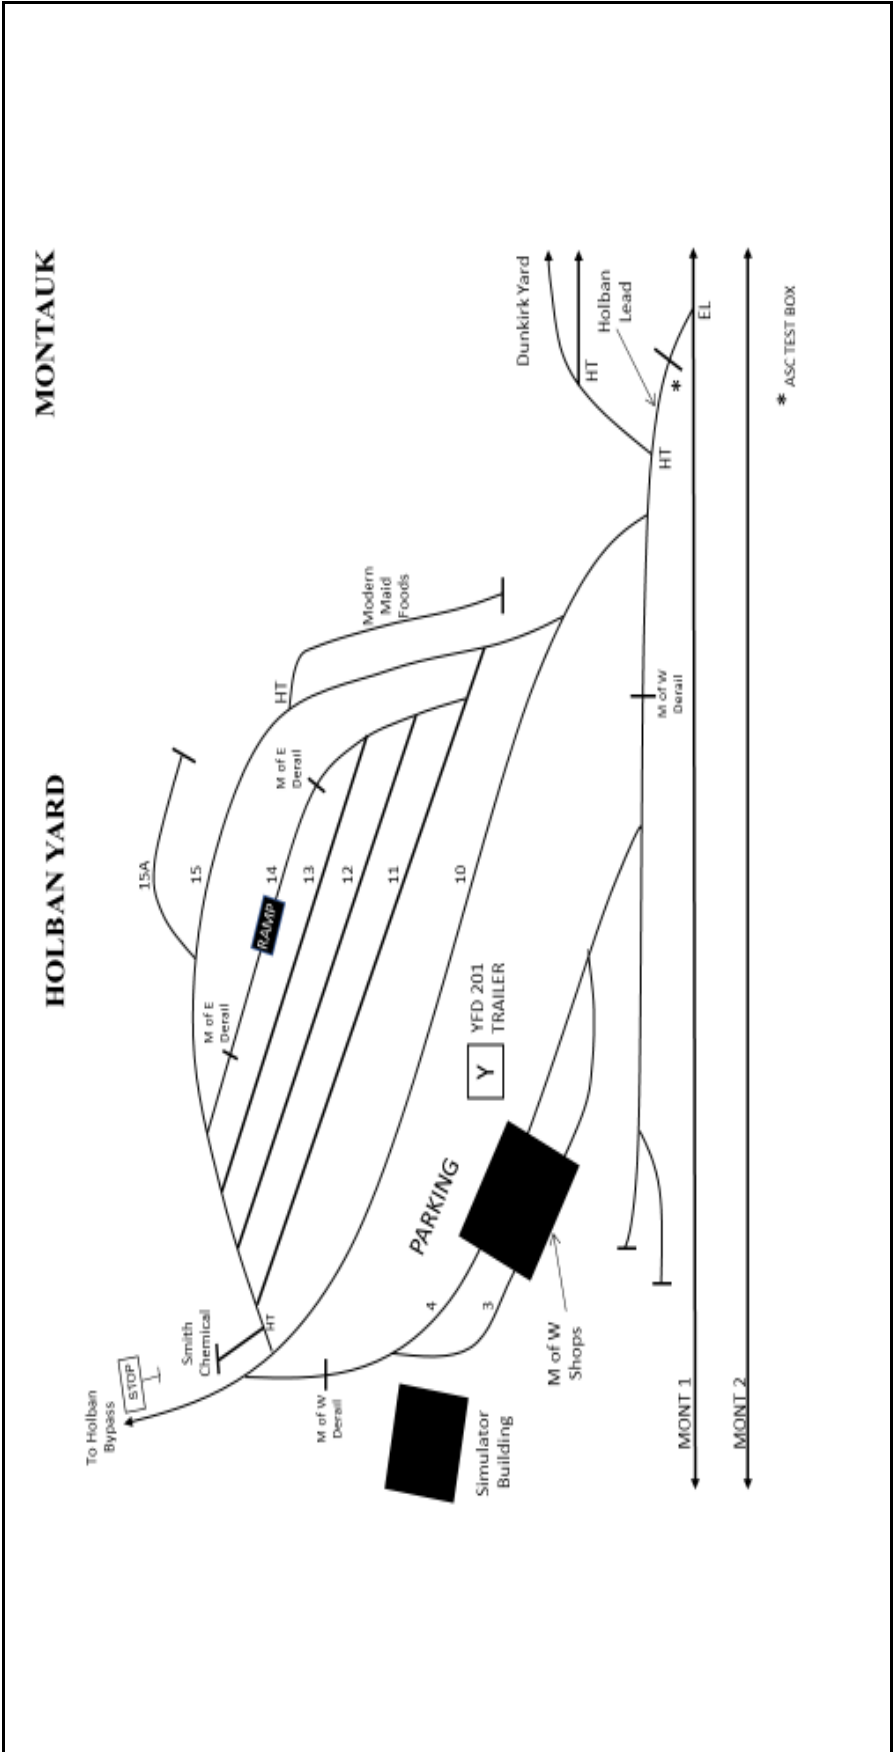 HOLBAN YARD
MONTAUK
To Holban
Bypass
STOP
Smith
Chemical
HT
M of W
Derail
M of E
Derail
15A
15
14
RAMP
13
12
11
10
M of E
Derail
HT
Modern
Maid
Foods
Dunkirk Yard
HT
Holban
Lead
HT
*
EL
* ASC TEST BOX
M of W
Derail
Y
YFD 201
TRAILER
PARKING
4
3
M of W
Shops
Simulator
Building
MONT 1
MONT 2